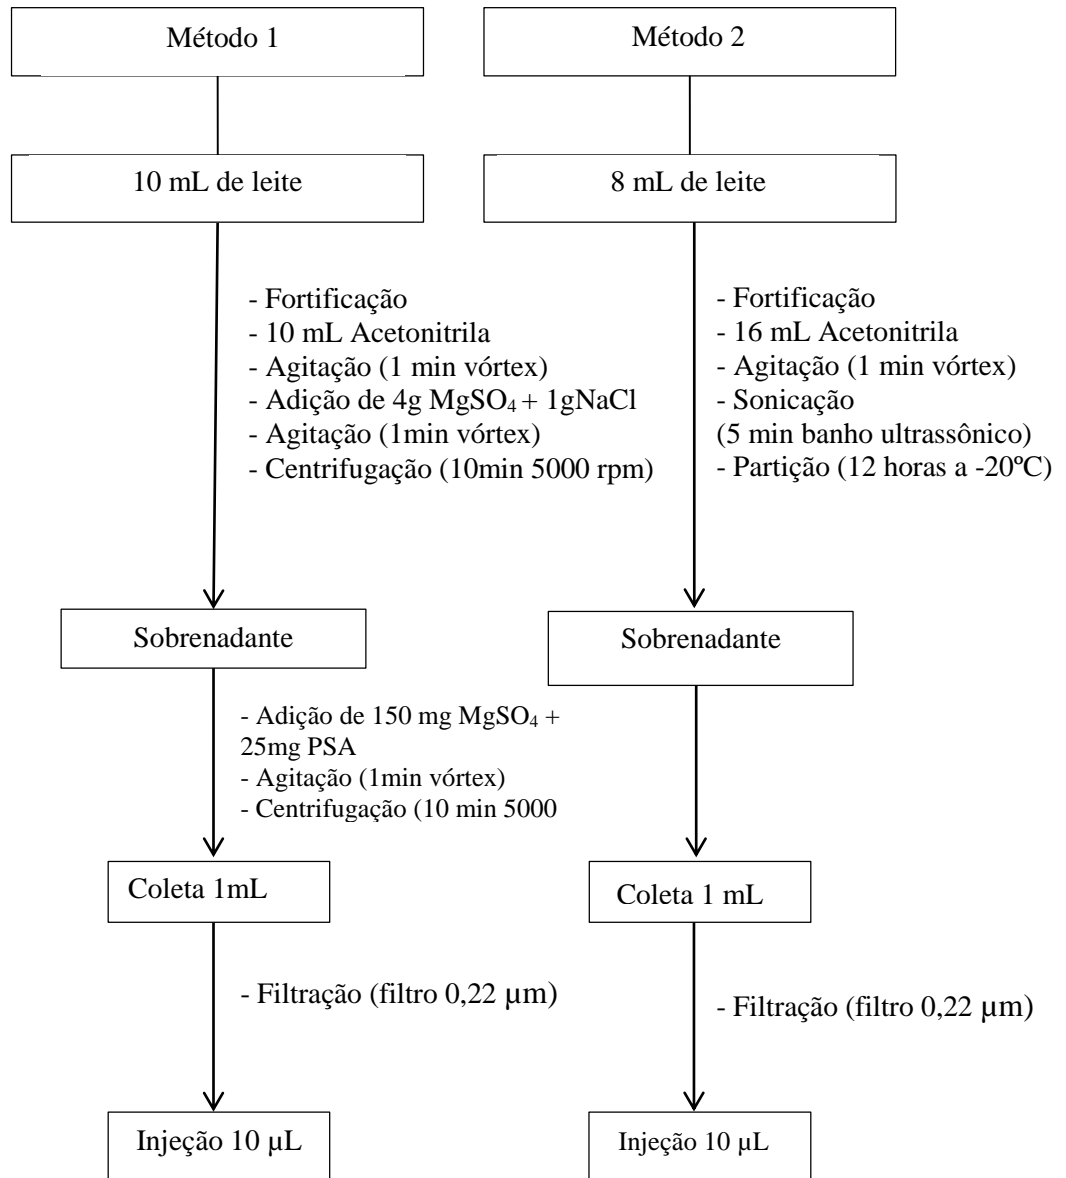 Método 1
10 mL de leite
- Fortificação
- 10 mL Acetonitrila
- Agitação (1 min vórtex)
- Adição de 4g MgSO₄ + 1gNaCl
- Agitação (1min vórtex)
- Centrifugação (10min 5000 rpm)
Sobrenadante
- Adição de 150 mg MgSO₄ +
25mg PSA
- Agitação (1min vórtex)
- Centrifugação (10 min 5000
Coleta 1mL
- Filtração (filtro 0,22 µm)
Injeção 10 µL
Método 2
8 mL de leite
- Fortificação
- 16 mL Acetonitrila
- Agitação (1 min vórtex)
- Sonicação
(5 min banho ultrassônico)
- Partição (12 horas a -20ºC)
Sobrenadante
Coleta 1 mL
- Filtração (filtro 0,22 µm)
Injeção 10 µL